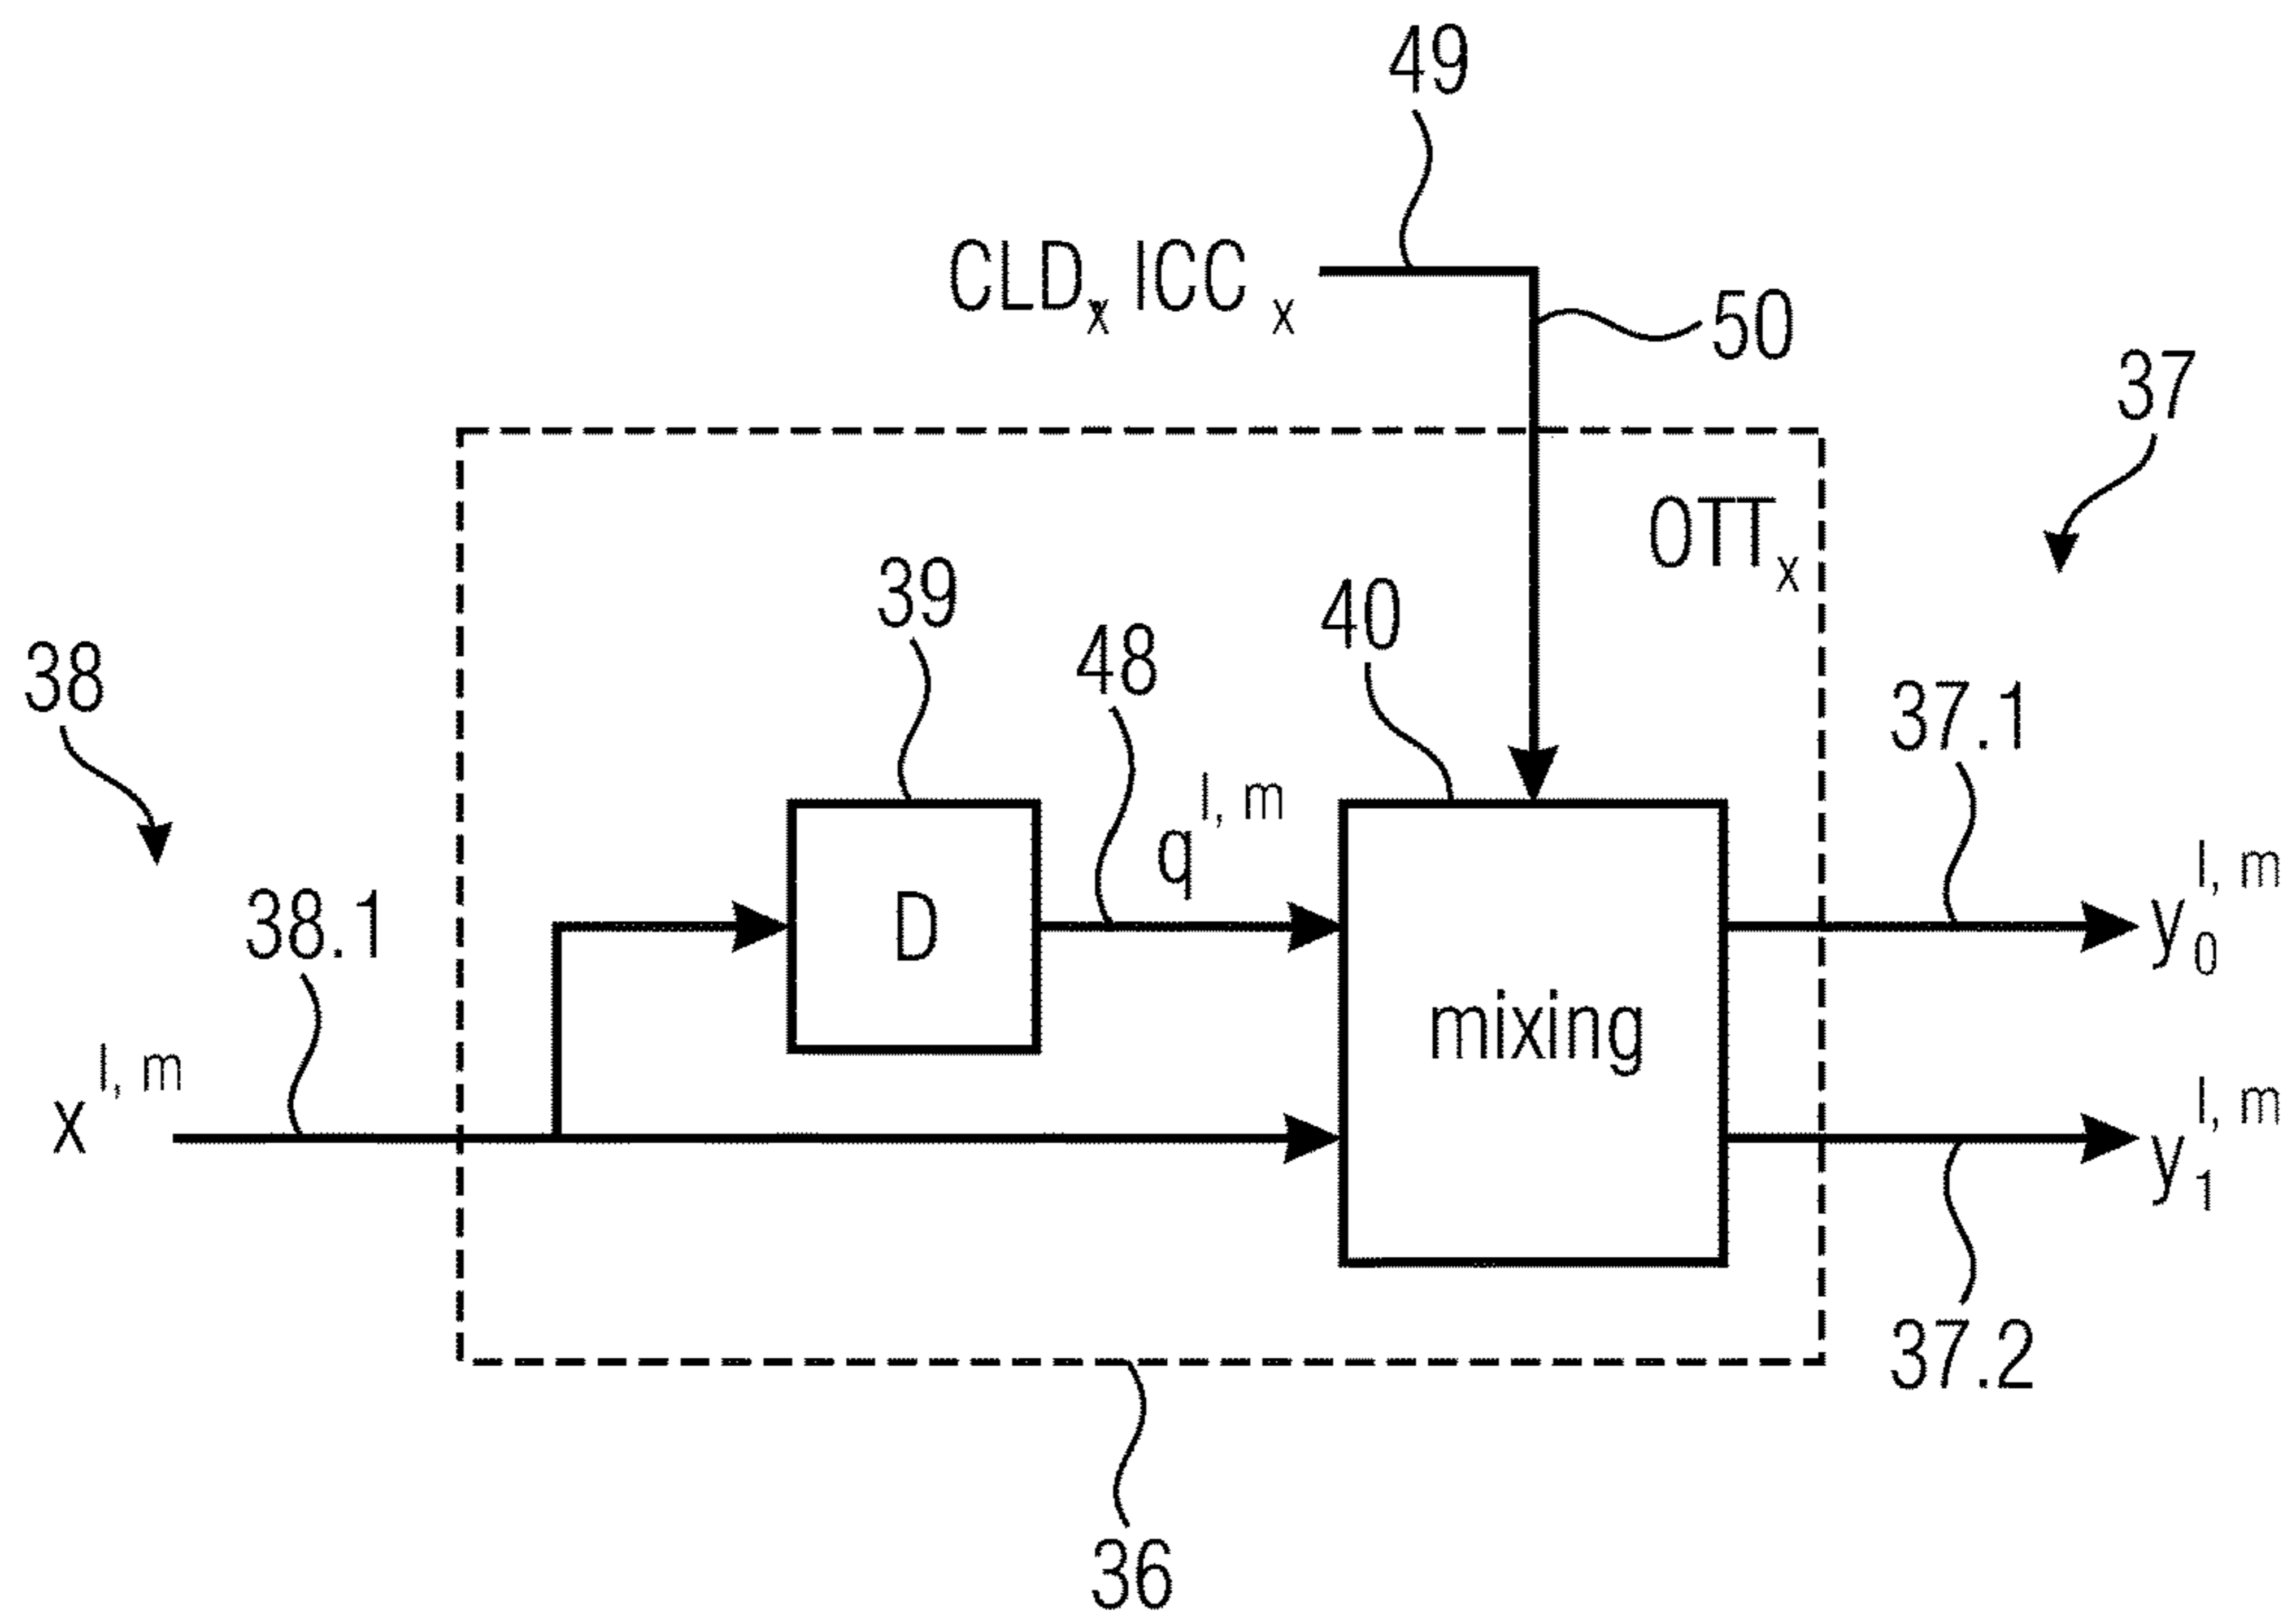 49
CLDx ICC x
50
37
OTTx
39
40
48
38
37.1
q l, m
38.1
D
y0 l, m
mixing
x l, m
y1 l, m
37.2
36